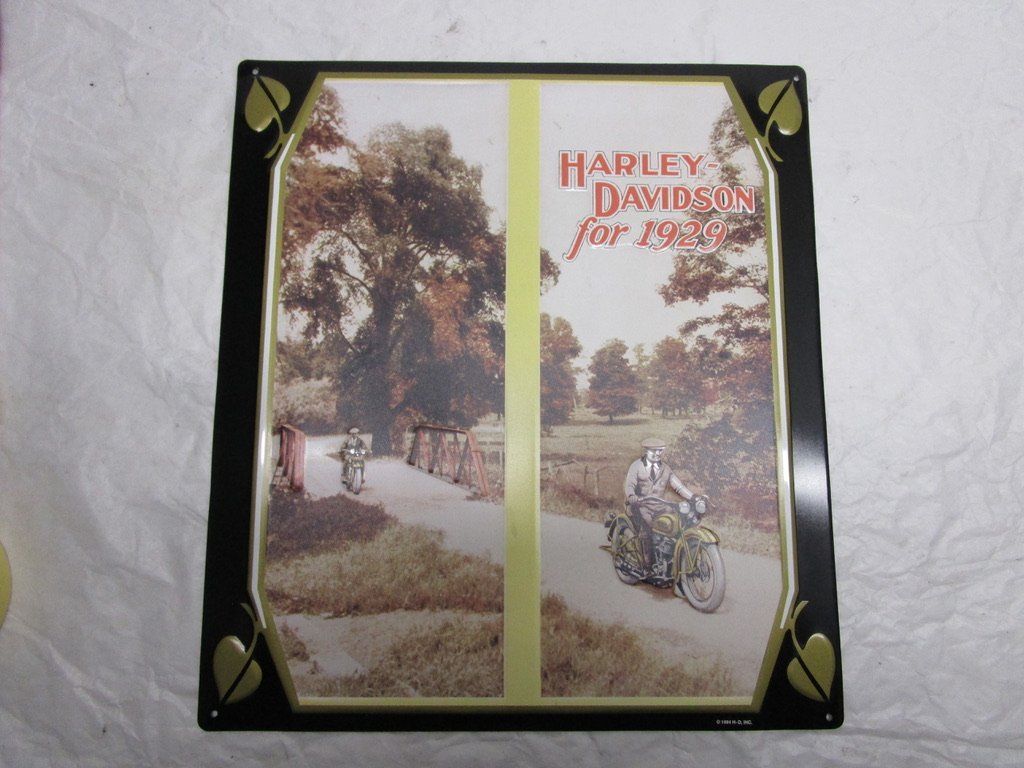 HARLEY-
DAVIDSON
for 1929
© 1994 H-D, INC.